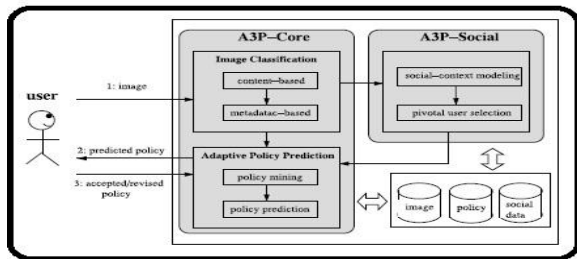 A3P–Core
A3P–Social
Image Classification
content–based
metadatac–based
social–context modeling
pivotal user selection
1: image
user
2: predicted policy
3: accepted/revised
policy
Adaptive Policy Prediction
policy mining
policy prediction
image
policy
social
data